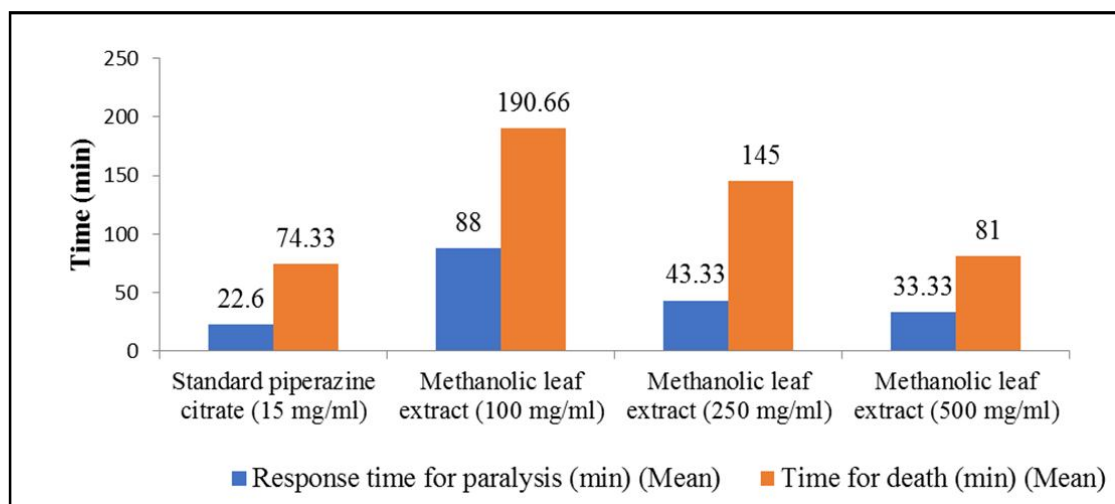 Time (min)
250
200
150
100
50
0
22.6
74.33
88
190.66
43.33
145
33.33
81
Standard piperazine
citrate (15 mg/ml)
Methanolic leaf
extract (100 mg/ml)
Methanolic leaf
extract (250 mg/ml)
Methanolic leaf
extract (500 mg/ml)
Response time for paralysis (min) (Mean)
Time for death (min) (Mean)